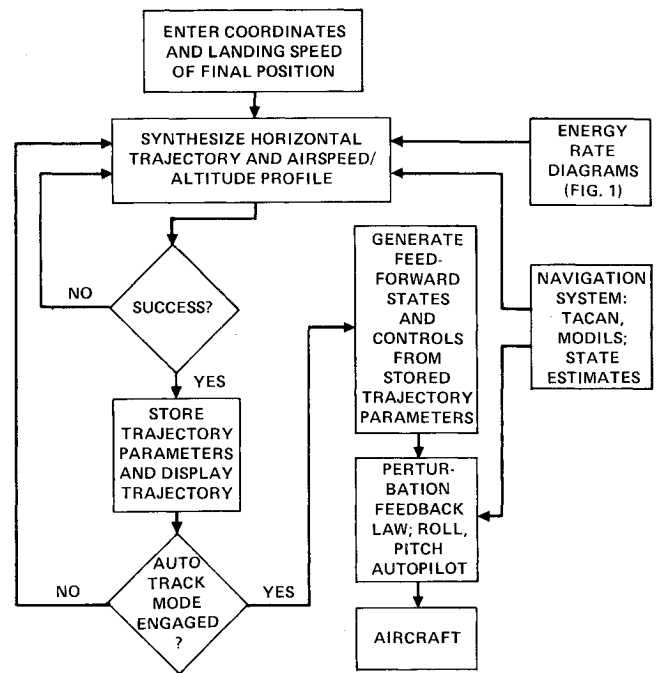 ENTER COORDINATES
AND LANDING SPEED
OF FINAL POSITION
SYNTHESIZE HORIZONTAL
TRAJECTORY AND AIRSPEED/
ALTITUDE PROFILE
ENERGY
RATE
DIAGRAMS
(FIG. 1)
NO
SUCCESS?
YES
GENERATE
FEED-
FORWARD
STATES
AND
CONTROLS
FROM
STORED
TRAJECTORY
PARAMETERS
NAVIGATION
SYSTEM:
TACAN,
MODILS;
STATE
ESTIMATES
STORE
TRAJECTORY
PARAMETERS
AND DISPLAY
TRAJECTORY
PERTUR-
BATION
FEEDBACK
LAW; ROLL,
PITCH
AUTOPILOT
NO
AUTO
TRACK
MODE
ENGAGED
?
YES
AIRCRAFT